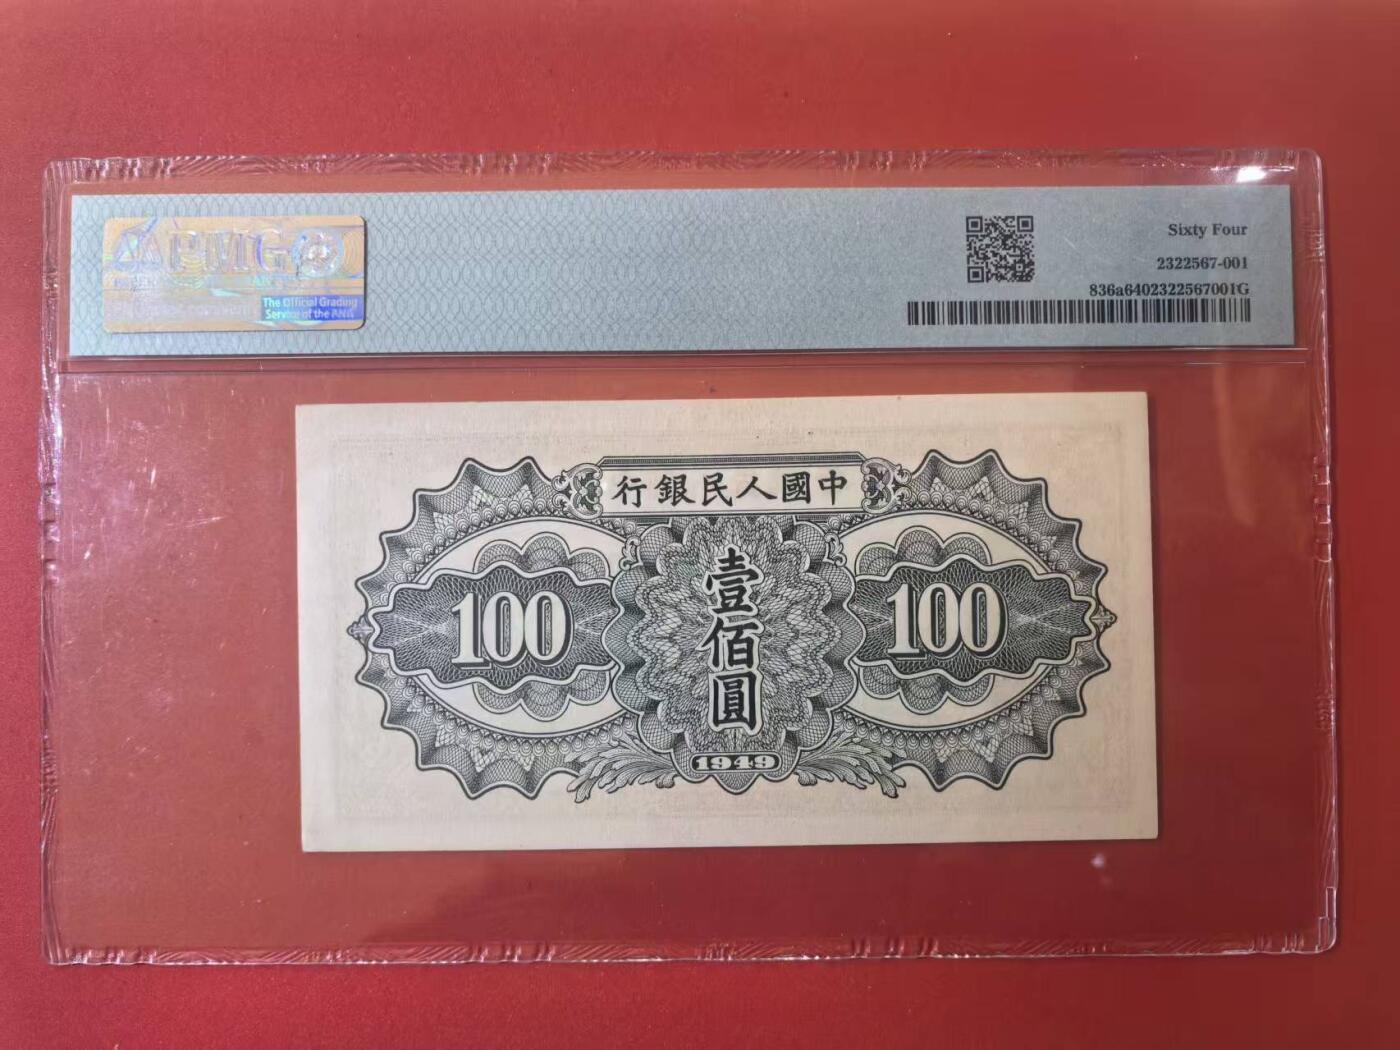 PMG
The Official Grading
Service of the ANA
Sixty Four
2322567-001
836a6402322567001G
行銀民人國中
100
壹佰圓
100
1949